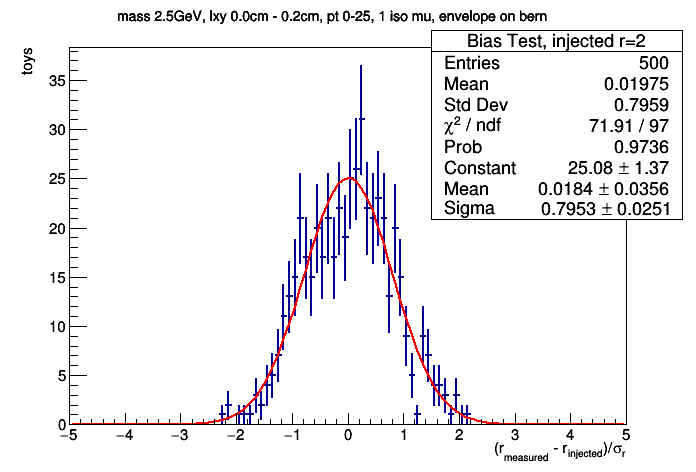 mass 2.5GeV, lxy 0.0cm - 0.2cm, pt 0-25, 1 iso mu, envelope on bern
toys
Bias Test, injected r=2
Entries 500
Mean 0.01975
Std Dev 0.7959
χ² / ndf 71.91 / 97
Prob 0.9736
Constant 25.08 ± 1.37
Mean 0.0184 ± 0.0356
Sigma 0.7953 ± 0.0251
35
30
25
20
15
10
5
0
−5 −4 −3 −2 −1 0 1 2 3 4 5
(r_measured - r_injected)/σ_r